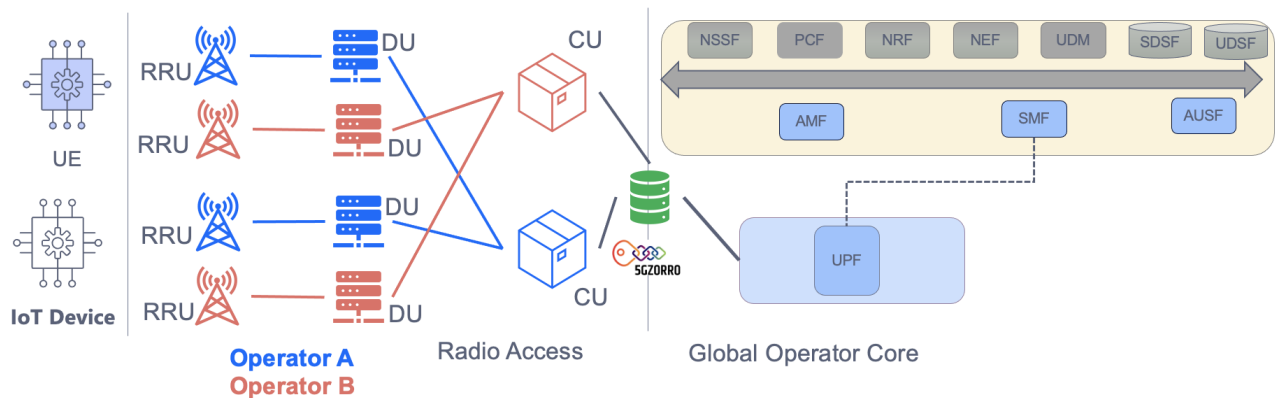 UE
IoT Device
RRU
DU
RRU
DU
RRU
DU
RRU
DU
Operator A
Operator B
Radio Access
CU
CU
5GZORRO
NSSF
PCF
NRF
NEF
UDM
SDSF
UDSF
AMF
SMF
AUSF
UPF
Global Operator Core